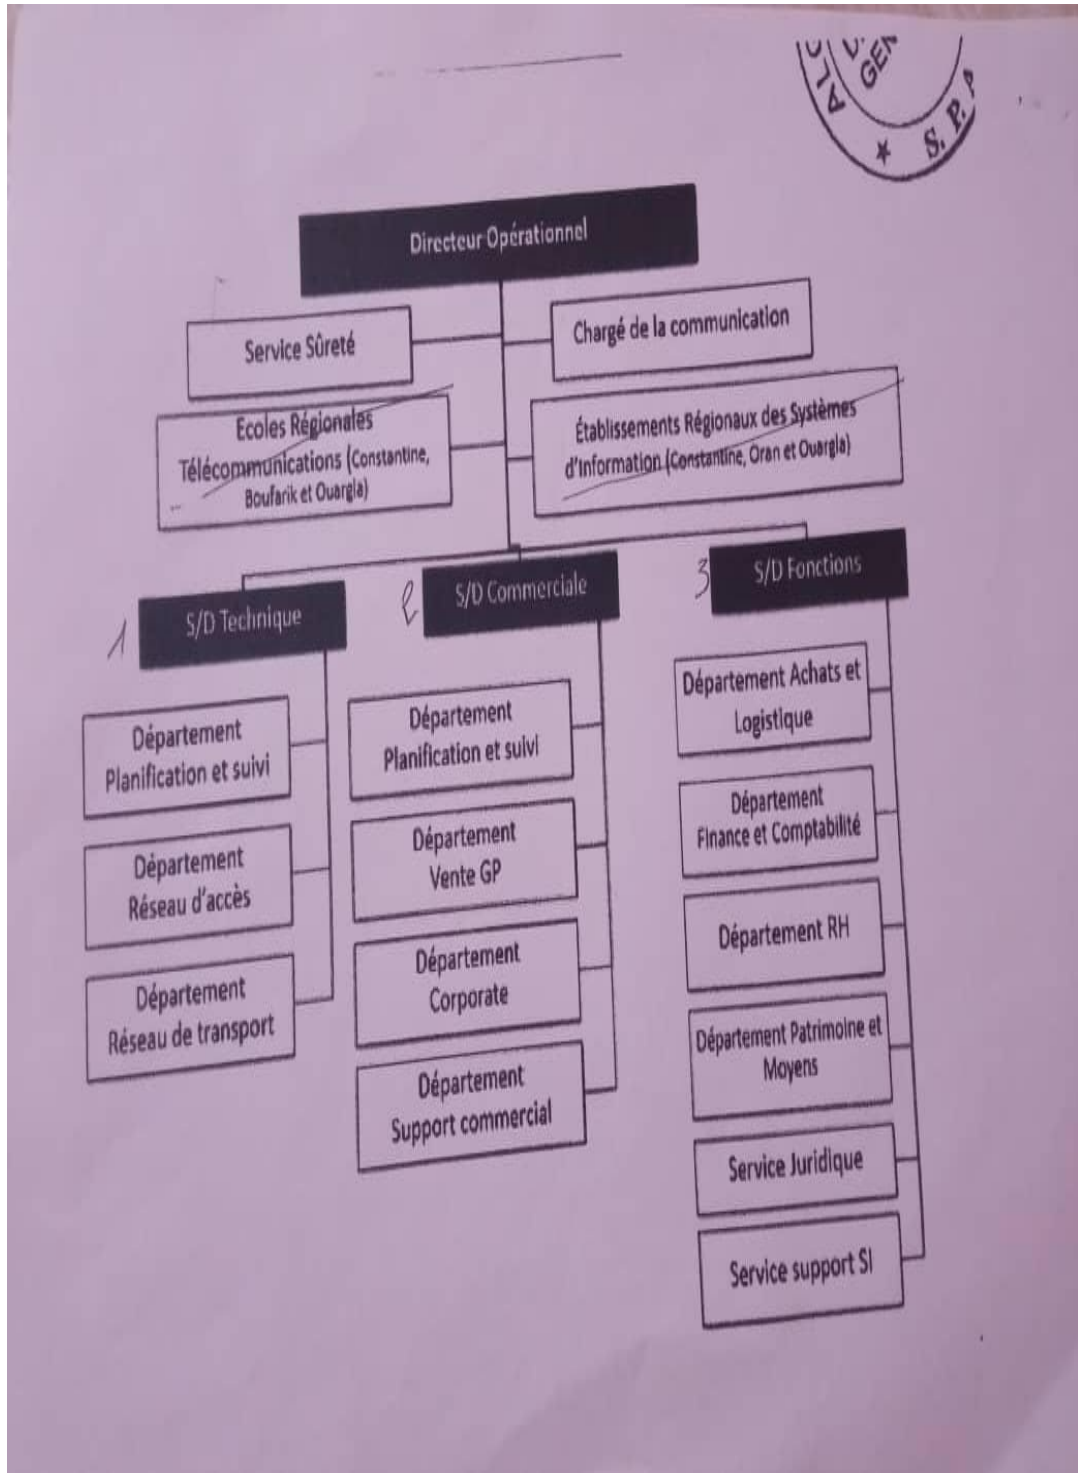 ALG
D.
GEN
★ S. P. A
Directeur Opérationnel
Service Sûreté
Chargé de la communication
Ecoles Régionales
Télécommunications (Constantine,
Boufarik et Ouargla)
Établissements Régionaux des Systèmes
d'Information (Constantine, Oran et Ouargla)
1
S/D Technique
2
S/D Commerciale
3
S/D Fonctions
Département
Planification et suivi
Département
Réseau d'accès
Département
Réseau de transport
Département
Planification et suivi
Département
Vente GP
Département
Corporate
Département
Support commercial
Département Achats et
Logistique
Département
Finance et Comptabilité
Département RH
Département Patrimoine et
Moyens
Service Juridique
Service support SI